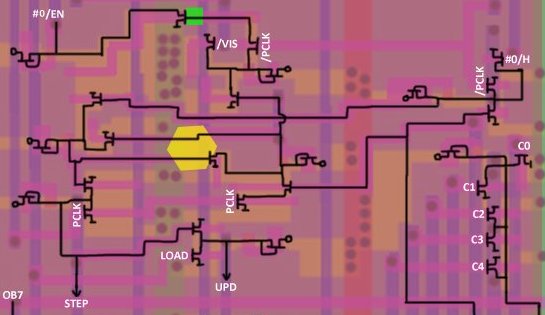 #0/EN
/VIS
/PCLK
#0/H
/PCLK
C0
C1
PCLK
PCLK
C2
C3
LOAD
C4
UPD
OB7
STEP